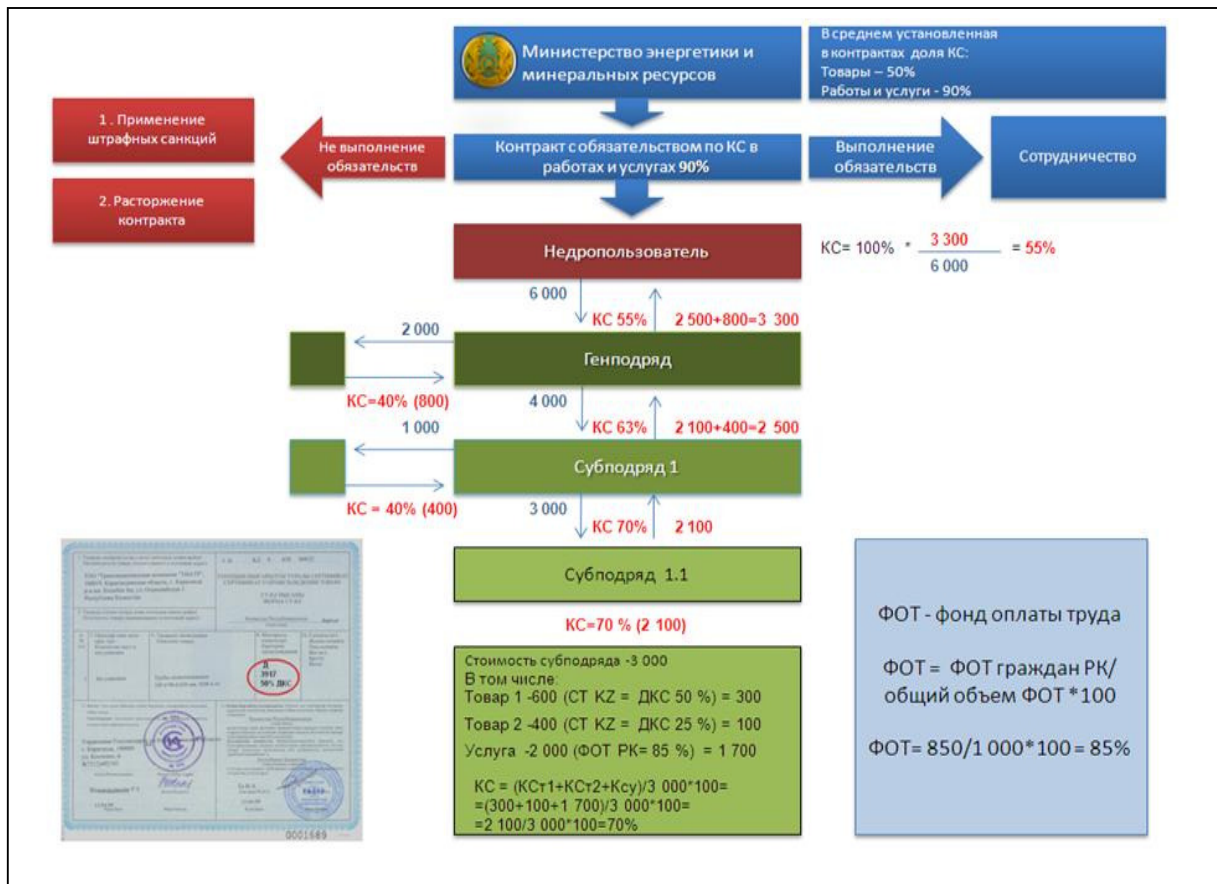 Министерство энергетики и
минеральных ресурсов
В среднем установленная
в контрактах доля КС:
Товары – 50%
Работы и услуги - 90%
1 . Применение
штрафных санкций
2. Расторжение
контракта
Не выполнение
обязательств
Контракт с обязательством по КС в
работах и услугах 90%
Выполнение
обязательств
Сотрудничество
Недропользователь
КС= 100% * 3 300
6 000
= 55%
6 000
КС 55%
2 500+800=3 300
2 000
Генподряд
КС=40% (800)
4 000
КС 63%
2 100+400=2 500
1 000
Субподряд 1
КС = 40% (400)
3 000
КС 70%
2 100
Субподряд 1.1
КС=70 % (2 100)
Стоимость субподряда -3 000
В том числе:
Товар 1 -600 (СТ KZ = ДКС 50 %) = 300
Товар 2 -400 (СТ KZ = ДКС 25 %) = 100
Услуга -2 000 (ФОТ РК= 85 %) = 1 700
КС = (КСт1+КСт2+Ксу)/3 000*100=
=(300+100+1 700)/3 000*100=
=2 100/3 000*100=70%
ФОТ - фонд оплаты труда
ФОТ = ФОТ граждан РК/
общий объем ФОТ *100
ФОТ= 850/1 000*100 = 85%
Д
3917
50% ДКС
0001689